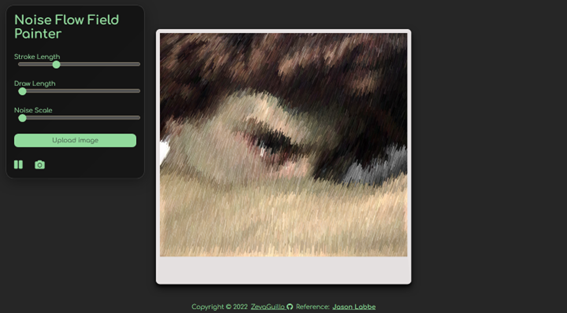 Noise Flow Field
Painter
Stroke Length
Draw Length
Noise Scale
Upload image
Copyright © 2022 ZevaGuillo Reference: Jason Labbe